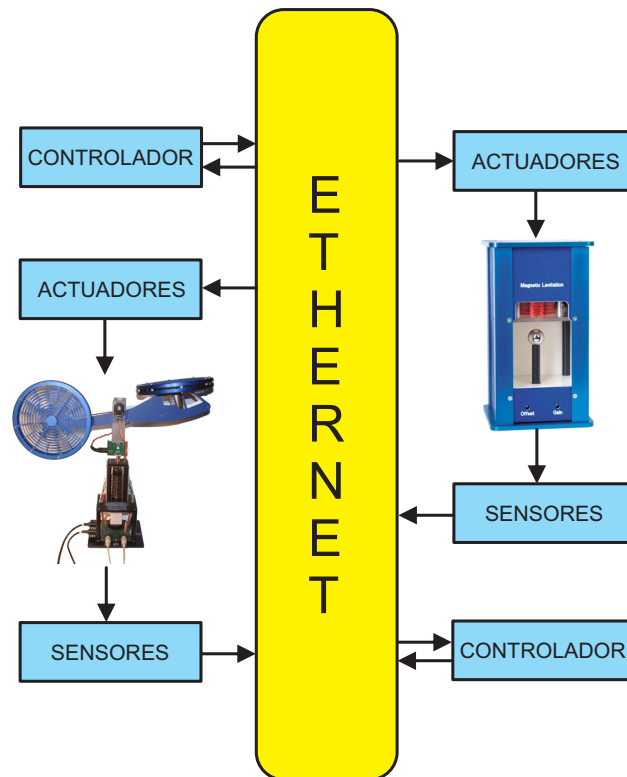 CONTROLADOR
ACTUADORES
SENSORES
E
T
H
E
R
N
E
T
ACTUADORES
Magnetic Levitation
Offset Gain
SENSORES
CONTROLADOR